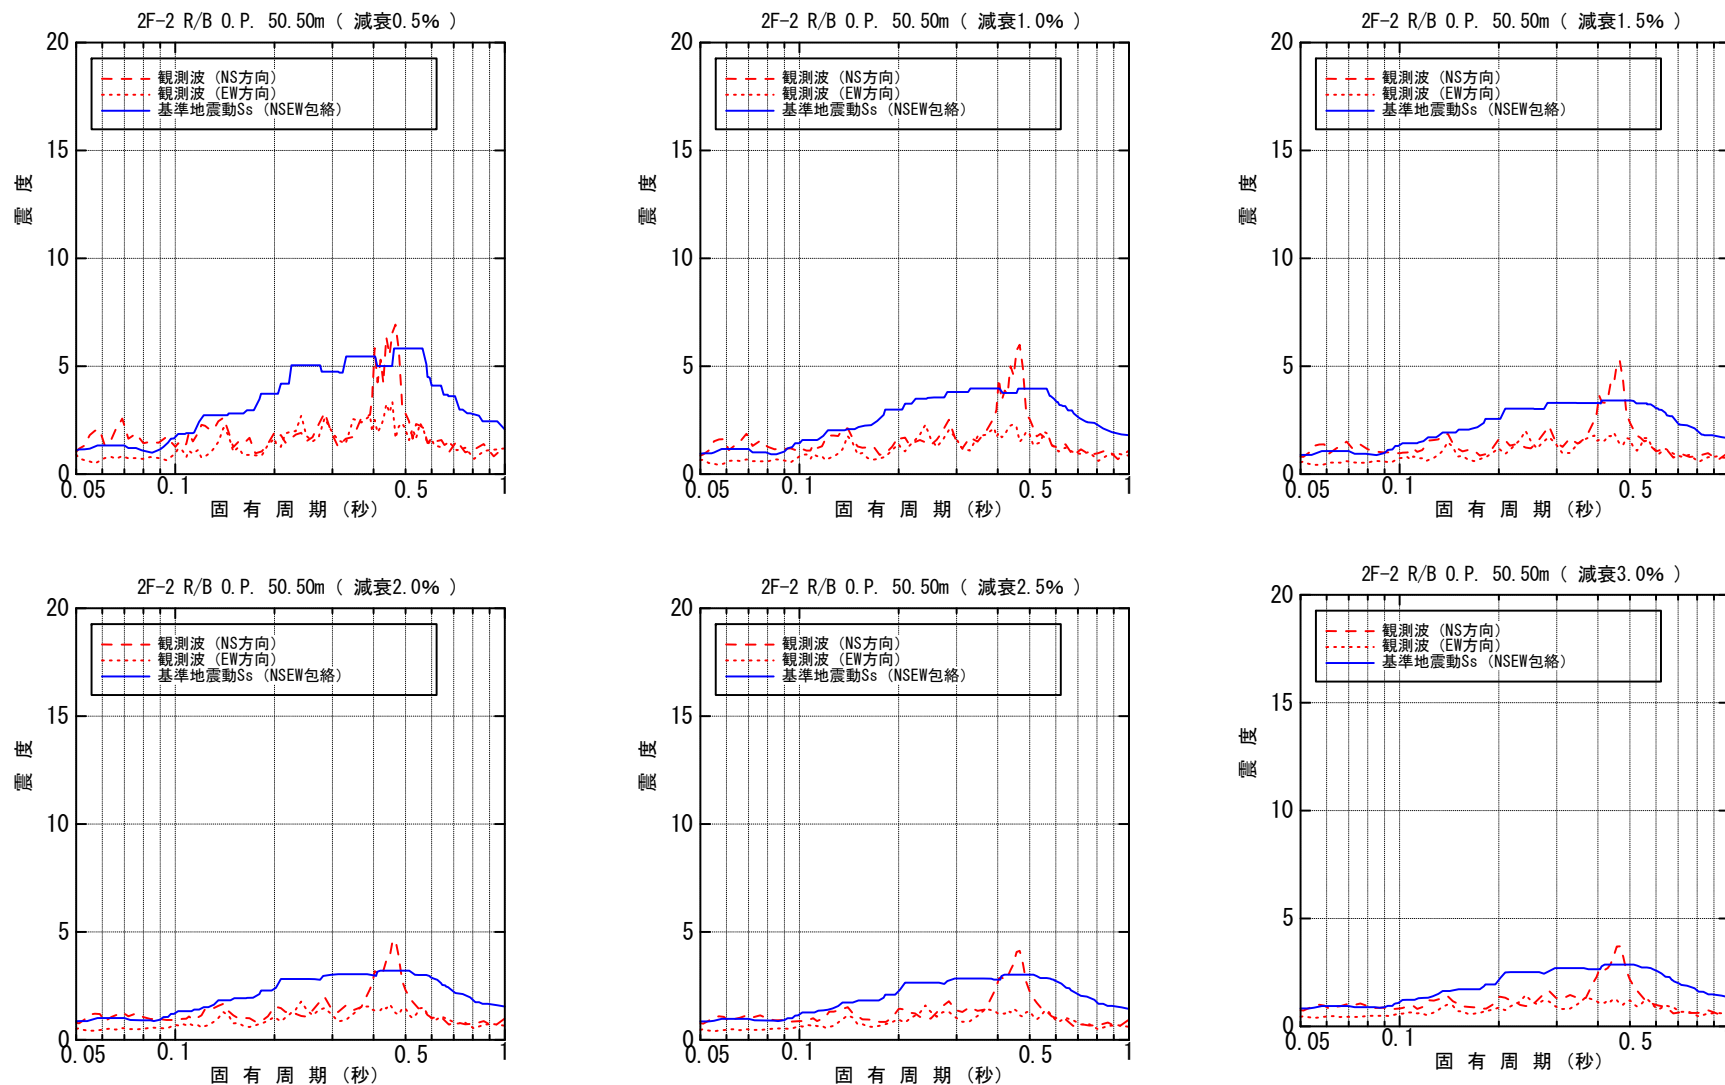 2F-2 R/B O.P. 50.50m ( 減衰0.5% )
20
15
10
5
0
震 度
観測波 (NS方向)
観測波 (EW方向)
基準地震動Ss (NSEW包絡)
0.05
0.1
0.5
1
固 有 周 期 (秒)
2F-2 R/B O.P. 50.50m ( 減衰1.0% )
20
15
10
5
0
震 度
観測波 (NS方向)
観測波 (EW方向)
基準地震動Ss (NSEW包絡)
0.05
0.1
0.5
1
固 有 周 期 (秒)
2F-2 R/B O.P. 50.50m ( 減衰1.5% )
20
15
10
5
0
震 度
観測波 (NS方向)
観測波 (EW方向)
基準地震動Ss (NSEW包絡)
0.05
0.1
0.5
固 有 周 期 (秒)
2F-2 R/B O.P. 50.50m ( 減衰2.0% )
20
15
10
5
0
震 度
観測波 (NS方向)
観測波 (EW方向)
基準地震動Ss (NSEW包絡)
0.05
0.1
0.5
1
固 有 周 期 (秒)
2F-2 R/B O.P. 50.50m ( 減衰2.5% )
20
15
10
5
0
震 度
観測波 (NS方向)
観測波 (EW方向)
基準地震動Ss (NSEW包絡)
0.05
0.1
0.5
1
固 有 周 期 (秒)
2F-2 R/B O.P. 50.50m ( 減衰3.0% )
20
15
10
5
0
震 度
観測波 (NS方向)
観測波 (EW方向)
基準地震動Ss (NSEW包絡)
0.05
0.1
0.5
固 有 周 期 (秒)